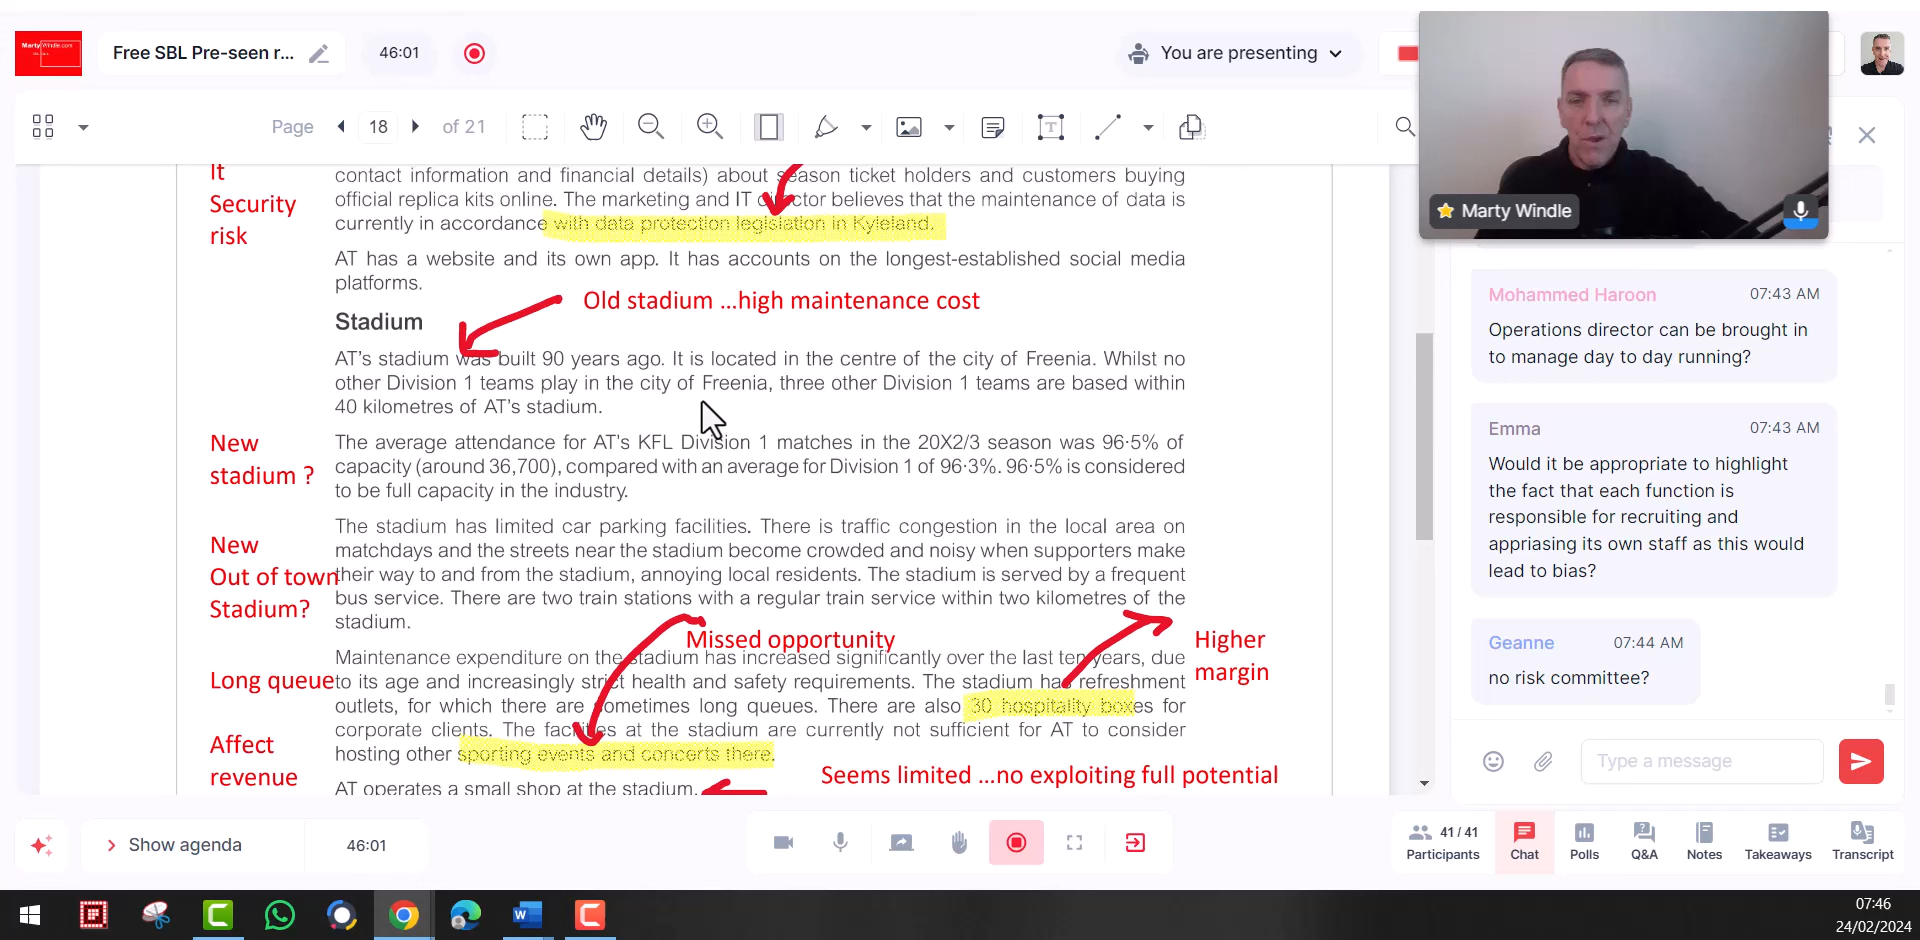 MartyWindle.com
Free SBL Pre-seen r...
46:01
You are presenting
Page 18 of 21
Marty Windle
It
Security
risk
contact information and financial details) about season ticket holders and customers buying
official replica kits online. The marketing and IT director believes that the maintenance of data is
currently in accordance with data protection legislation in Kyleland.
AT has a website and its own app. It has accounts on the longest-established social media
platforms.
Old stadium ...high maintenance cost
Stadium
AT's stadium was built 90 years ago. It is located in the centre of the city of Freenia. Whilst no
other Division 1 teams play in the city of Freenia, three other Division 1 teams are based within
40 kilometres of AT's stadium.
New
stadium ?
The average attendance for AT's KFL Division 1 matches in the 20X2/3 season was 96·5% of
capacity (around 36,700), compared with an average for Division 1 of 96·3%. 96·5% is considered
to be full capacity in the industry.
New
Out of town
Stadium?
The stadium has limited car parking facilities. There is traffic congestion in the local area on
matchdays and the streets near the stadium become crowded and noisy when supporters make
their way to and from the stadium, annoying local residents. The stadium is served by a frequent
bus service. There are two train stations with a regular train service within two kilometres of the
stadium.
Missed opportunity
Higher
margin
Long queue
Maintenance expenditure on the stadium has increased significantly over the last ten years, due
to its age and increasingly strict health and safety requirements. The stadium has refreshment
outlets, for which there are sometimes long queues. There are also 30 hospitality boxes for
corporate clients. The facilities at the stadium are currently not sufficient for AT to consider
hosting other sporting events and concerts there.
Affect
revenue
Seems limited ...no exploiting full potential
AT operates a small shop at the stadium.
Mohammed Haroon 07:43 AM
Operations director can be brought in
to manage day to day running?
Emma 07:43 AM
Would it be appropriate to highlight
the fact that each function is
responsible for recruiting and
appriasing its own staff as this would
lead to bias?
Geanne 07:44 AM
no risk committee?
Type a message
Show agenda
46:01
41/41
Participants
Chat
Polls
Q&A
Notes
Takeaways
Transcript
07:46
24/02/2024